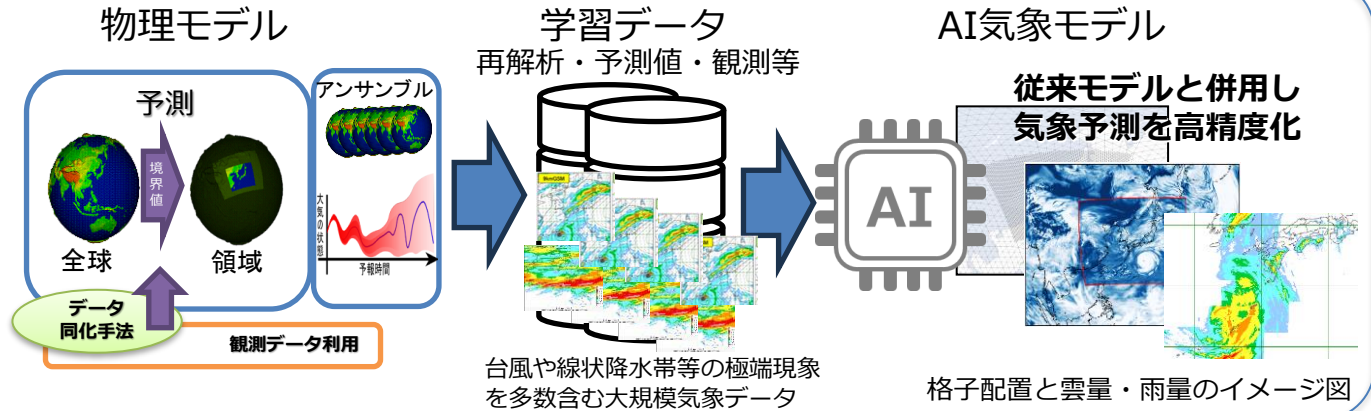 物理モデル
予測
境界値
全球
領域
データ
同化手法
観測データ利用
アンサンブル
大気の状態
予報時間
学習データ
再解析・予測値・観測等
台風や線状降水帯等の極端現象
を多数含む大規模気象データ
AI気象モデル
従来モデルと併用し
気象予測を高精度化
AI
格子配置と雲量・雨量のイメージ図